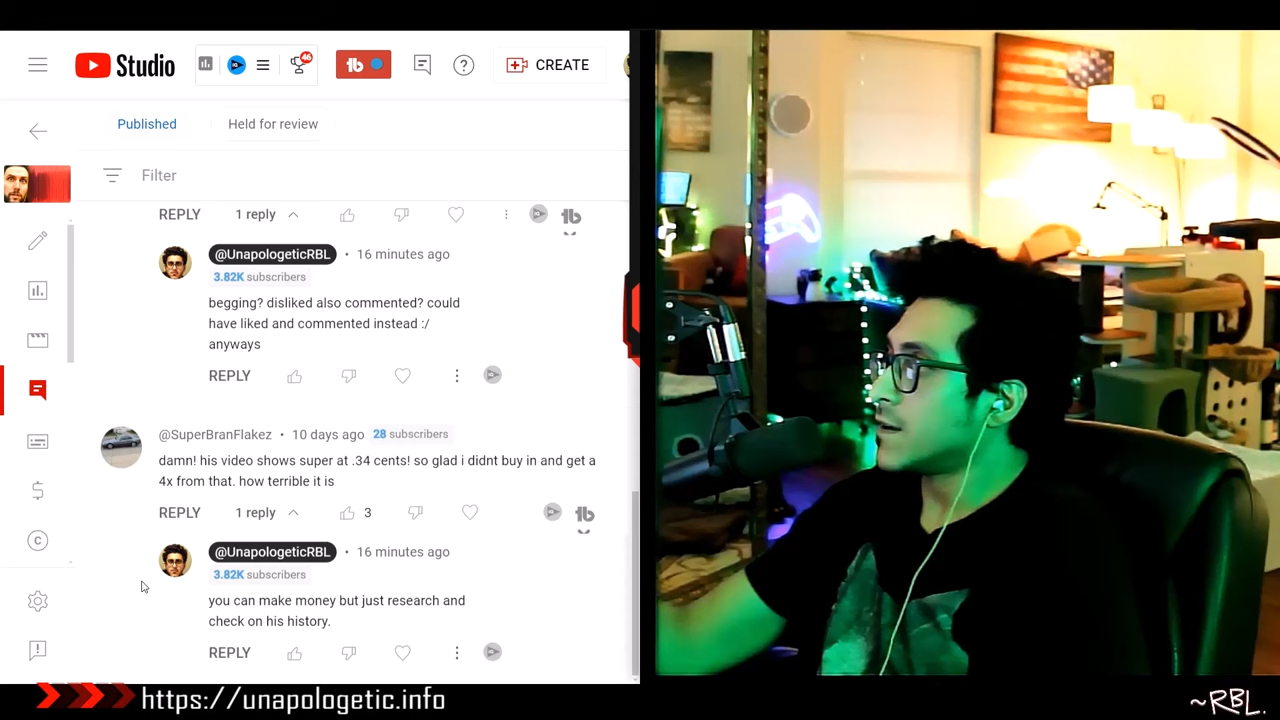 Studio
46
CREATE
Published
Held for review
Filter
REPLY 1 reply
@UnapologeticRBL • 16 minutes ago
3.82K subscribers
begging? disliked also commented? could
have liked and commented instead :/
anyways
REPLY
@SuperBranFlakez • 10 days ago 28 subscribers
damn! his video shows super at .34 cents! so glad i didnt buy in and get a
4x from that. how terrible it is
REPLY 1 reply 3
@UnapologeticRBL • 16 minutes ago
3.82K subscribers
you can make money but just research and
check on his history.
REPLY
https://unapologetic.info
~RBL.